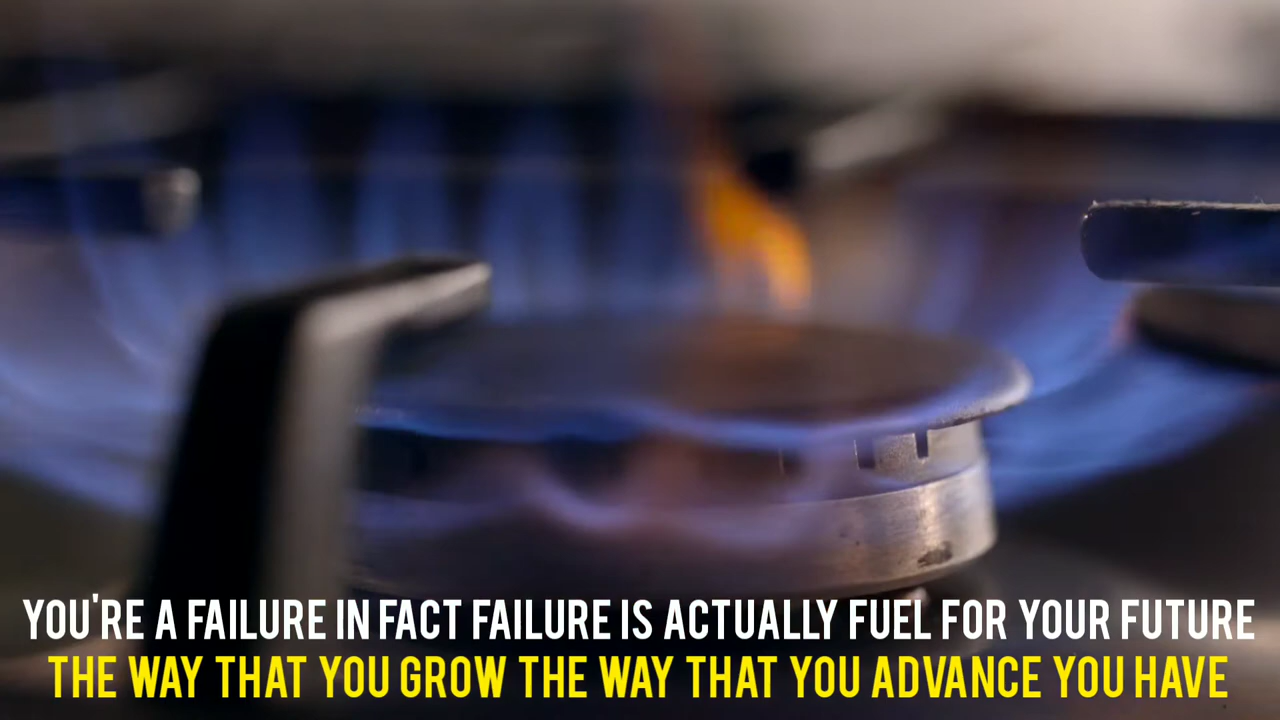 YOU'RE A FAILURE IN FACT FAILURE IS ACTUALLY FUEL FOR YOUR FUTURE
THE WAY THAT YOU GROW THE WAY THAT YOU ADVANCE YOU HAVE